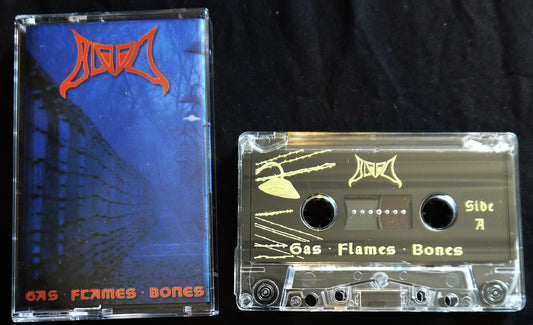 BLOOD
GAS · FLAMES · BONES
BLOOD
Gas · Flames · Bones
Side
A